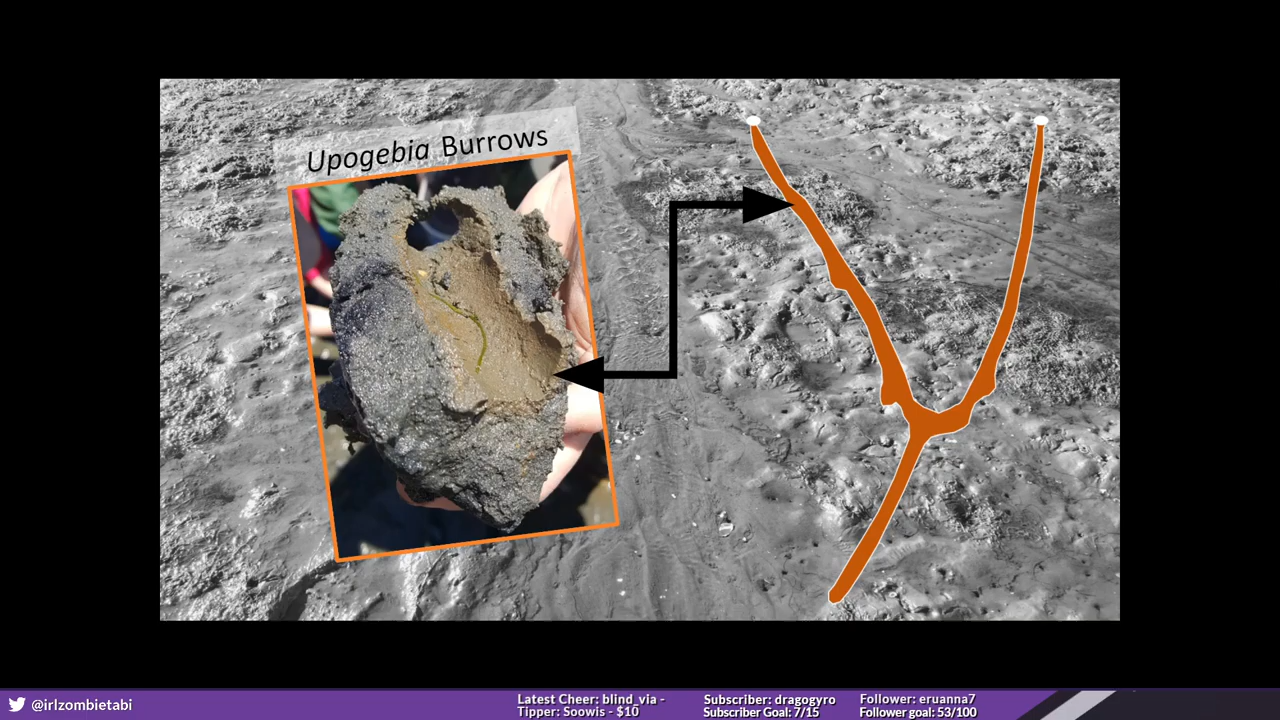 Upogebia Burrows
@irlzombietabi
Latest Cheer: blind_via -
Tipper: Soowis - $10
Subscriber: dragogyro
Subscriber Goal: 7/15
Follower: eruanna7
Follower goal: 53/100